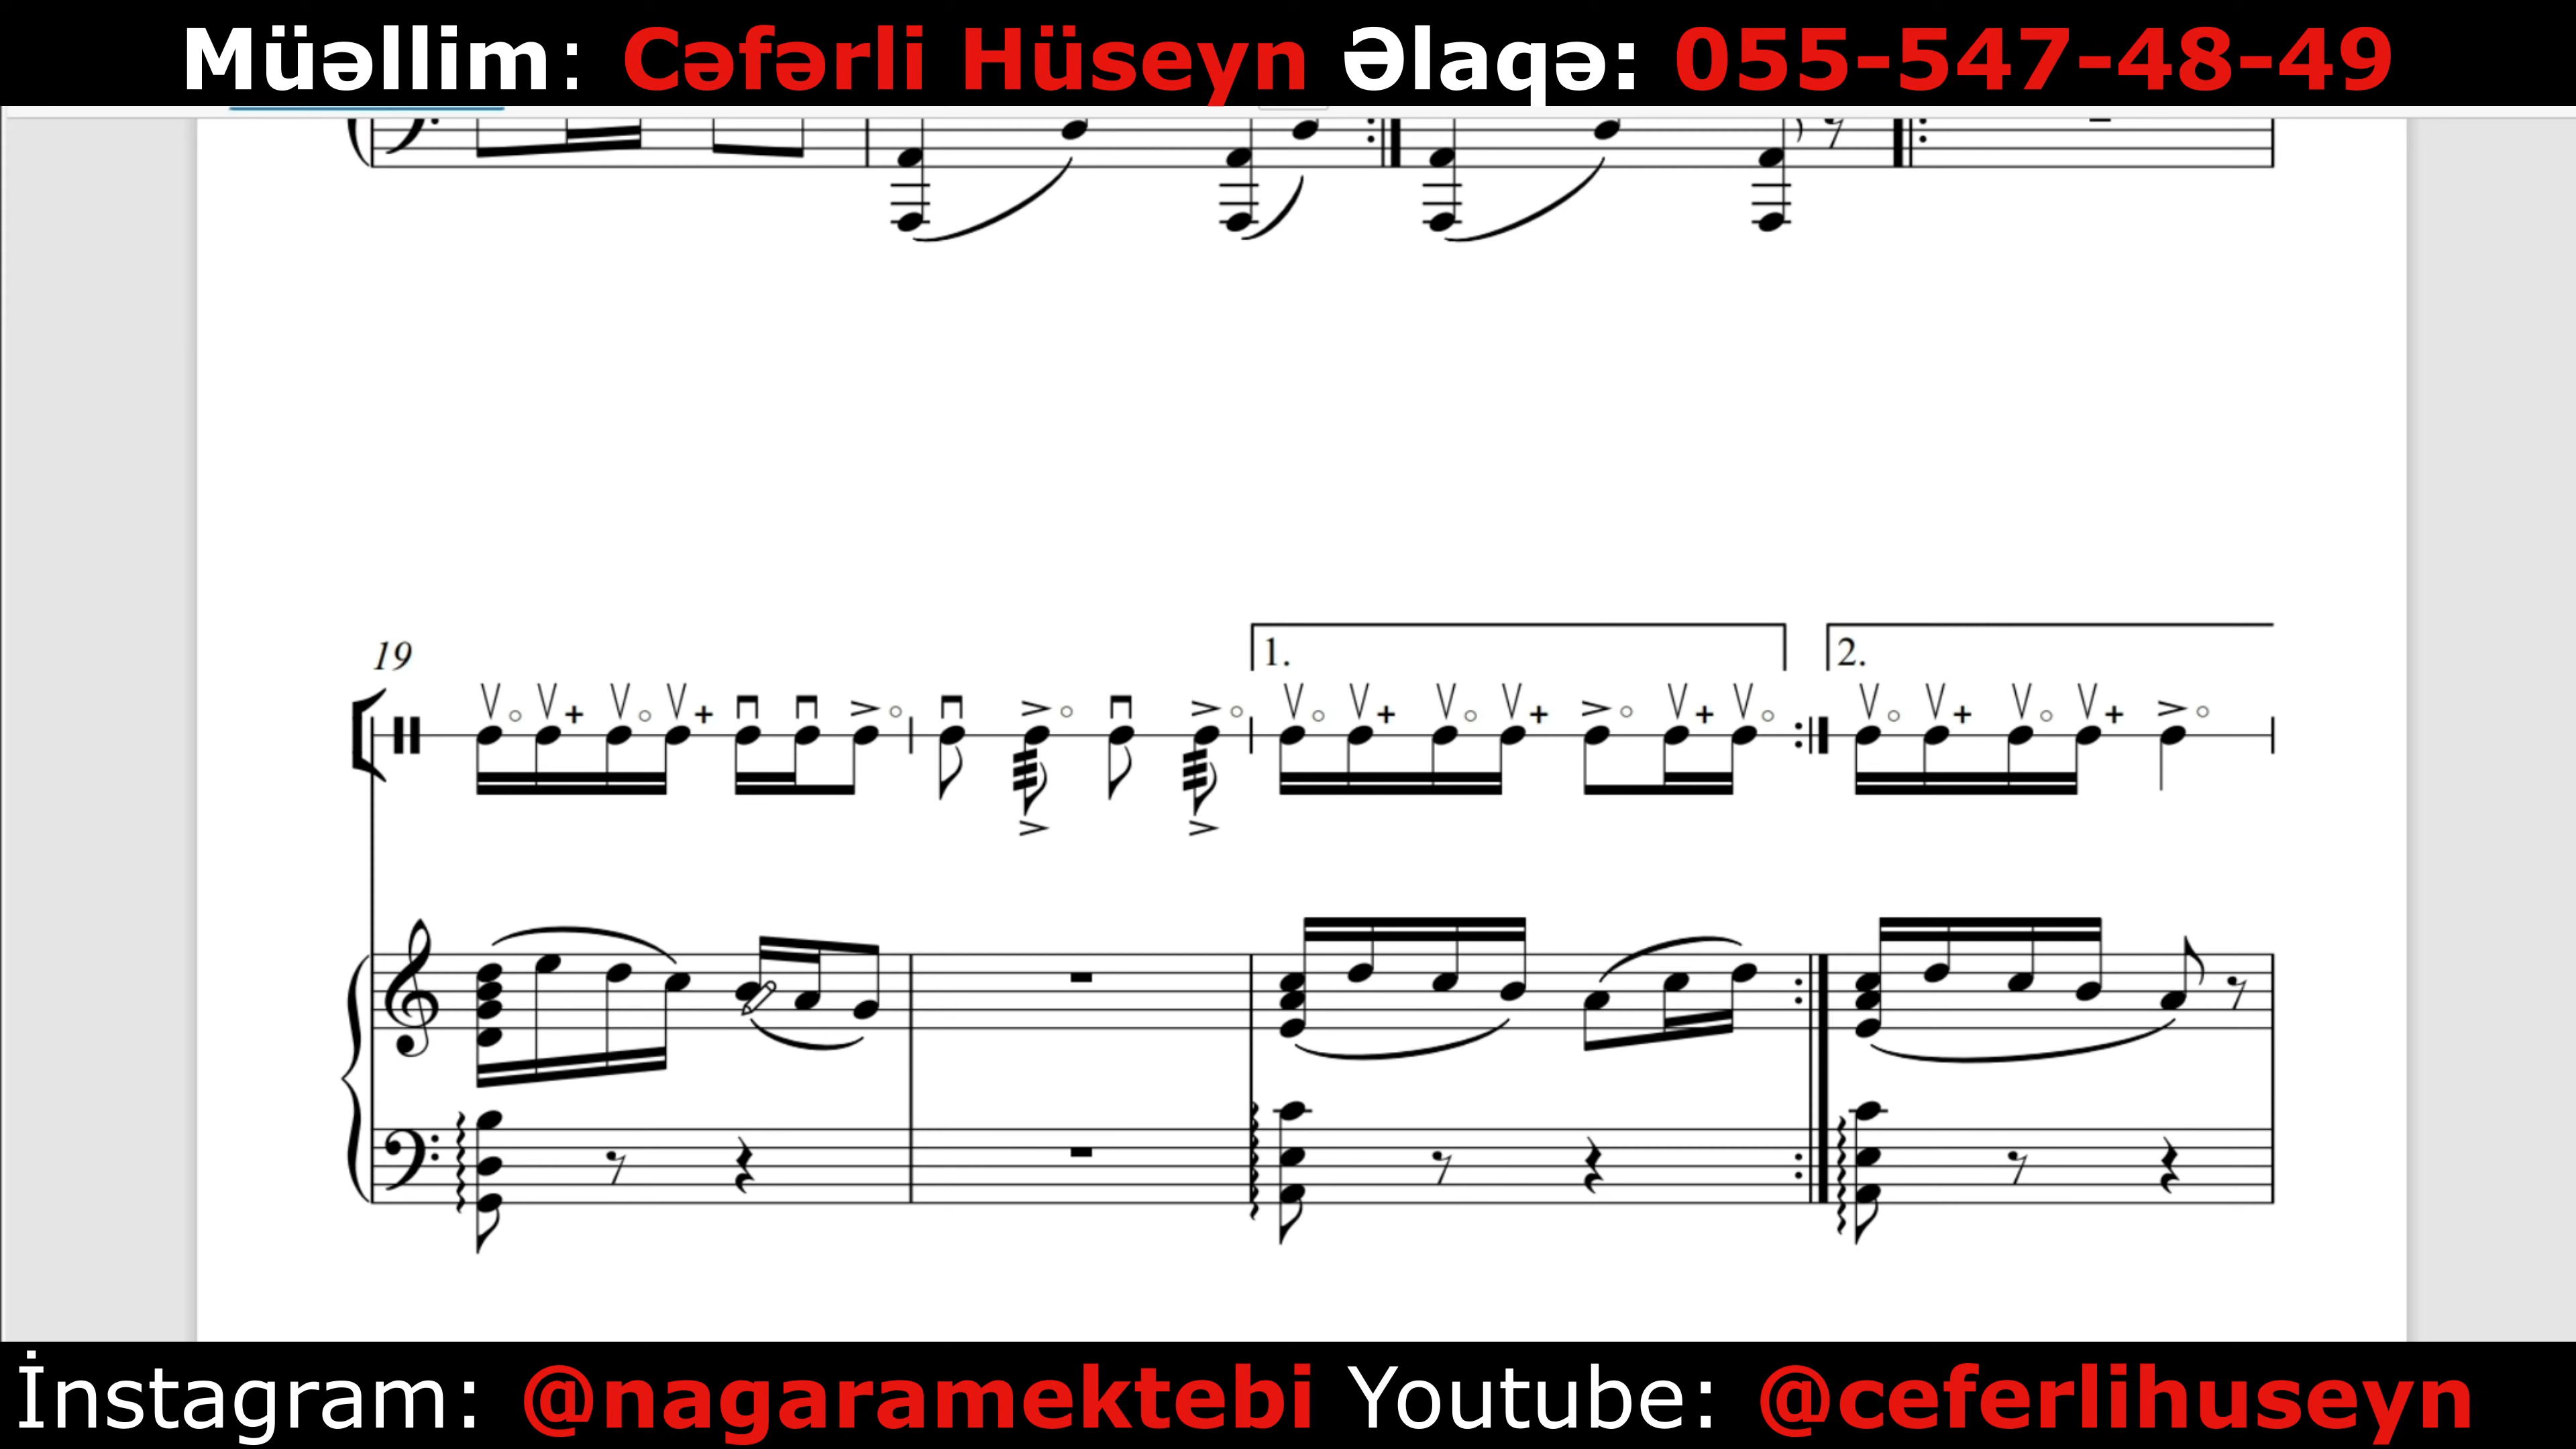 Müəllim: Cəfərli Hüseyn Əlaqə: 055-547-48-49
19
1.
2.
İnstagram: @nagaramektebi Youtube: @ceferlihuseyn